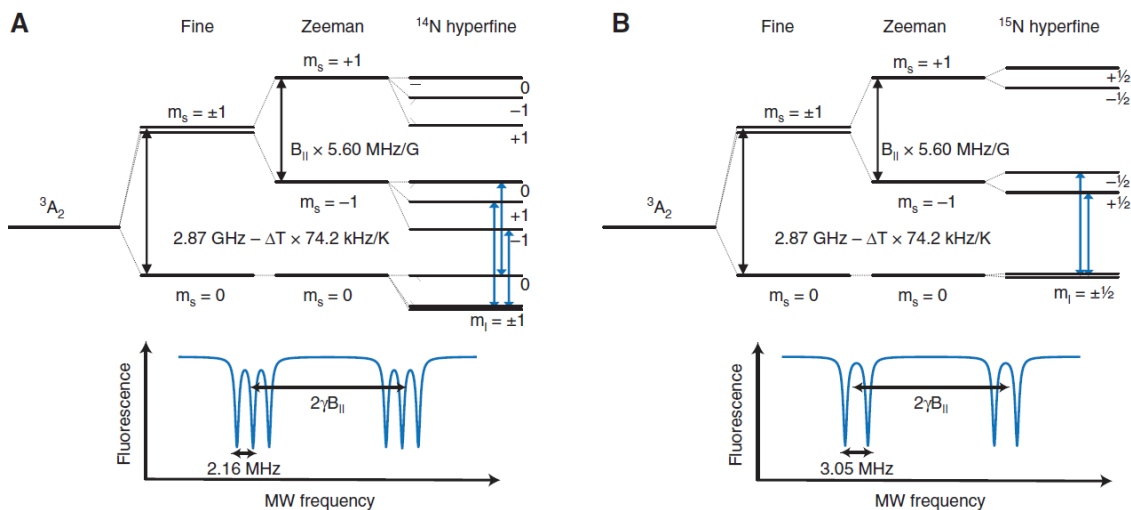 A
Fine
Zeeman
¹⁴N hyperfine
mₛ = +1
0
−1
+1
mₛ = ±1
B|| × 5.60 MHz/G
³A₂
0
mₛ = −1
+1
−1
2.87 GHz − ΔT × 74.2 kHz/K
0
mₛ = 0
mₛ = 0
mI = ±1
Fluorescence
2γB||
2.16 MHz
MW frequency
B
Fine
Zeeman
¹⁵N hyperfine
mₛ = +1
+½
−½
mₛ = ±1
B|| × 5.60 MHz/G
³A₂
−½
mₛ = −1
+½
2.87 GHz − ΔT × 74.2 kHz/K
mₛ = 0
mₛ = 0
mI = ±½
Fluorescence
2γB||
3.05 MHz
MW frequency